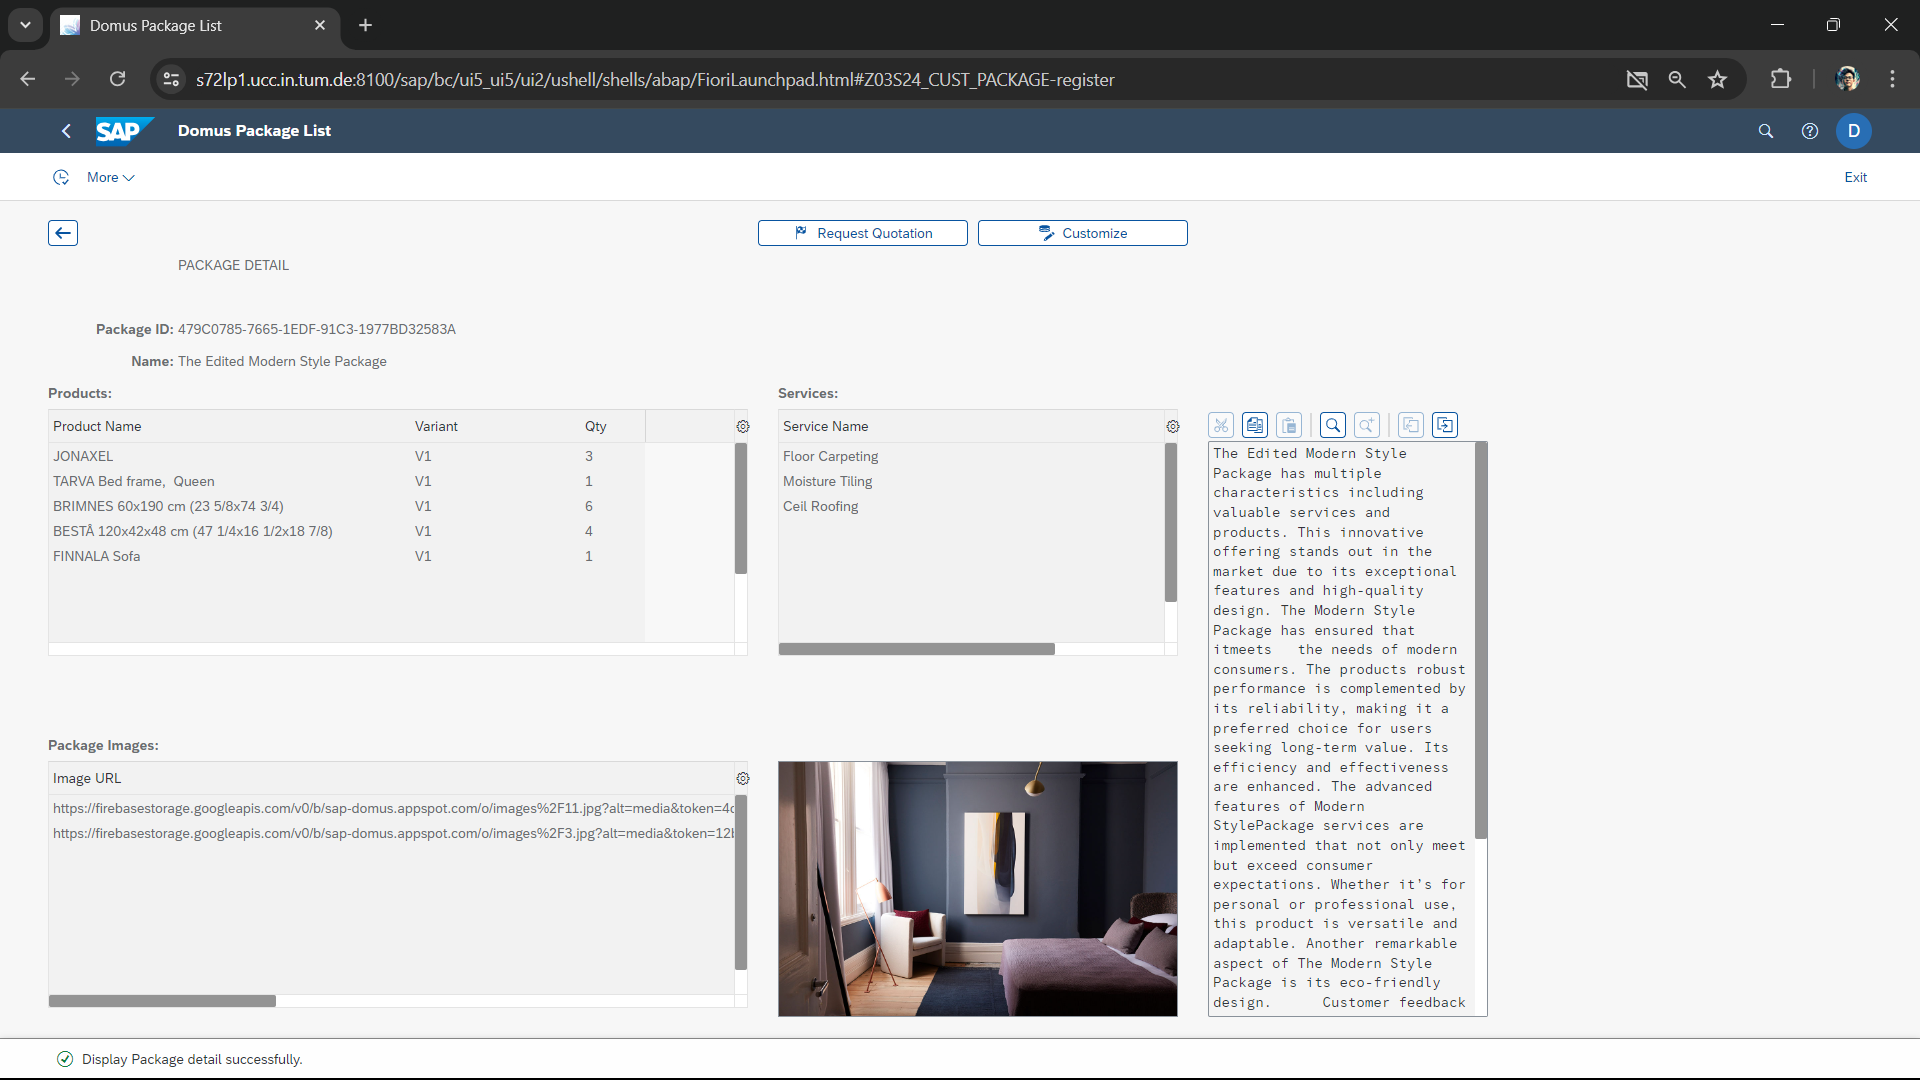 Domus Package List
s72lp1.ucc.in.tum.de:8100/sap/bc/ui5_ui5/ui2/ushell/shells/abap/FioriLaunchpad.html#Z03S24_CUST_PACKAGE-register
SAP Domus Package List D
More Exit
Request Quotation Customize
PACKAGE DETAIL
Package ID: 479C0785-7665-1EDF-91C3-1977BD32583A
Name: The Edited Modern Style Package
Products:
Product Name Variant Qty
JONAXEL V1 3
TARVA Bed frame, Queen V1 1
BRIMNES 60x190 cm (23 5/8x74 3/4) V1 6
BESTÅ 120x42x48 cm (47 1/4x16 1/2x18 7/8) V1 4
FINNALA Sofa V1 1
Services:
Service Name
Floor Carpeting
Moisture Tiling
Ceil Roofing
The Edited Modern Style
Package has multiple
characteristics including
valuable services and
products. This innovative
offering stands out in the
market due to its exceptional
features and high-quality
design. The Modern Style
Package has ensured that
itmeets   the needs of modern
consumers. The products robust
performance is complemented by
its reliability, making it a
preferred choice for users
seeking long-term value. Its
efficiency and effectiveness
are enhanced. The advanced
features of Modern
StylePackage services are
implemented that not only meet
but exceed consumer
expectations. Whether it's for
personal or professional use,
this product is versatile and
adaptable. Another remarkable
aspect of The Modern Style
Package is its eco-friendly
design.      Customer feedback
Package Images:
Image URL
https://firebasestorage.googleapis.com/v0/b/sap-domus.appspot.com/o/images%2F11.jpg?alt=media&token=4c
https://firebasestorage.googleapis.com/v0/b/sap-domus.appspot.com/o/images%2F3.jpg?alt=media&token=12
Display Package detail successfully.